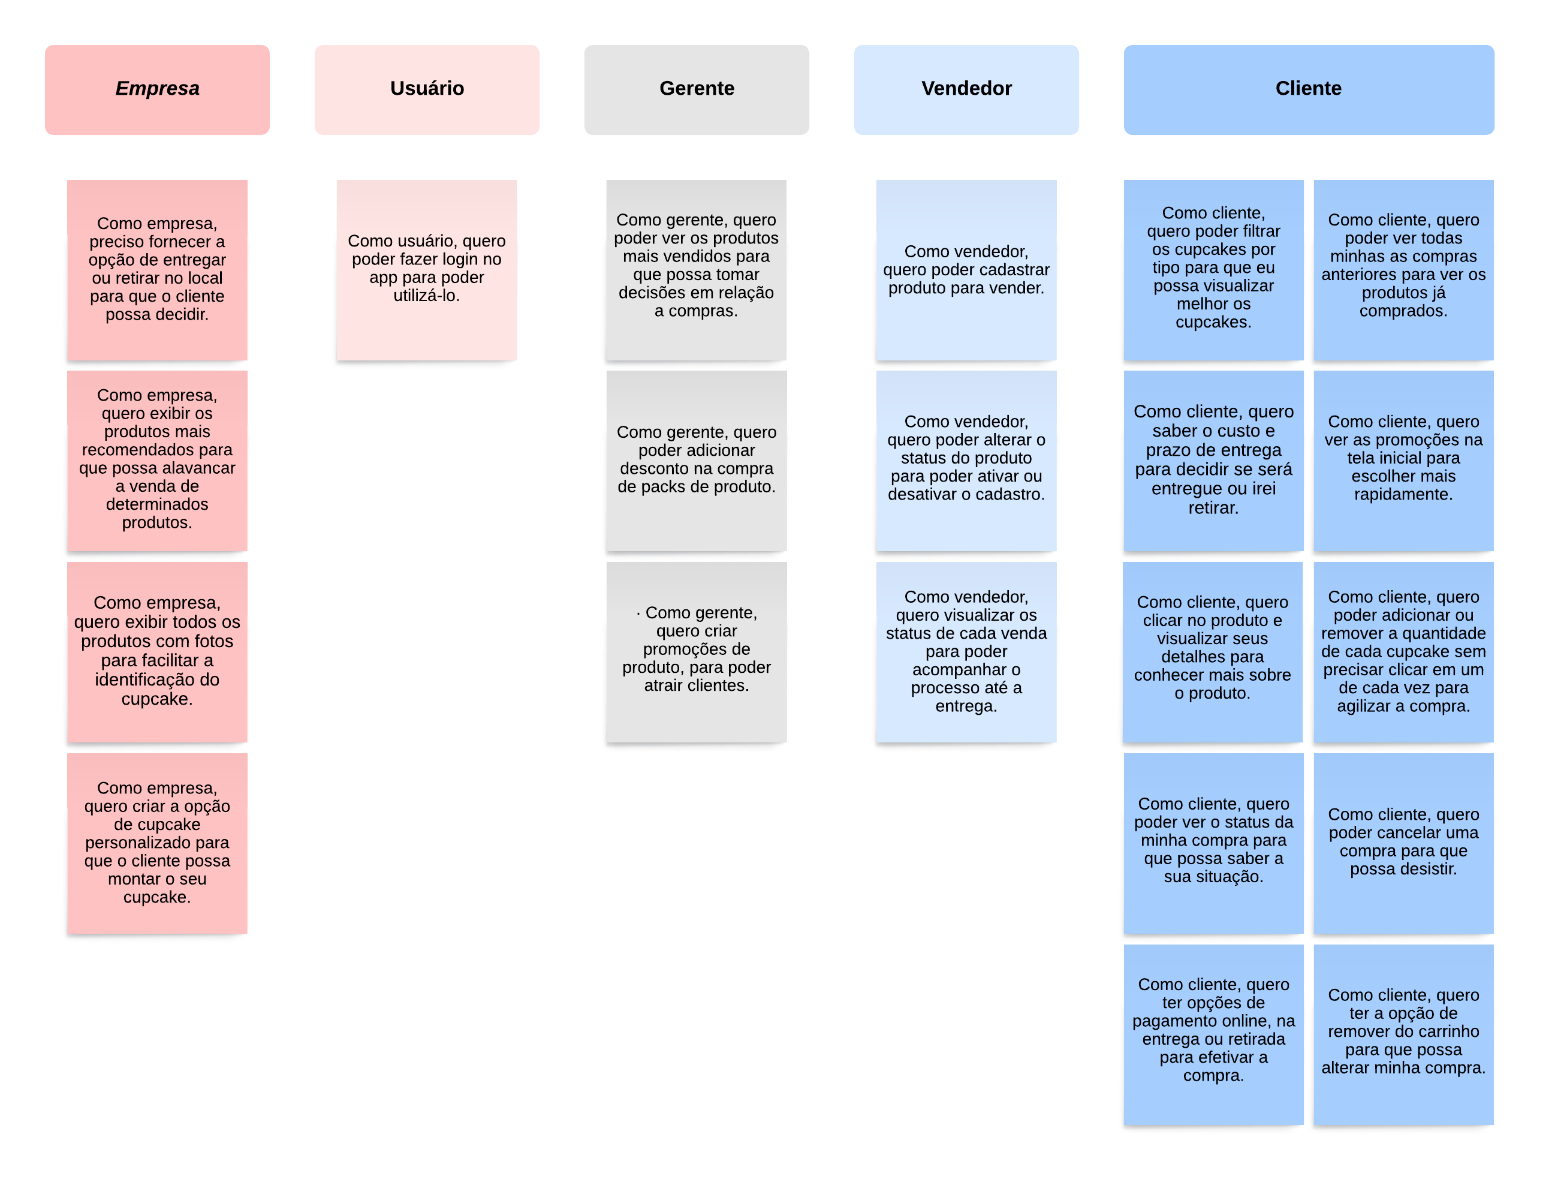 Empresa
Usuário
Gerente
Vendedor
Cliente
Como empresa,
preciso fornecer a
opção de entregar
ou retirar no local
para que o cliente
possa decidir.
Como empresa,
quero exibir os
produtos mais
recomendados para
que possa alavancar
a venda de
determinados
produtos.
Como empresa,
quero exibir todos os
produtos com fotos
para facilitar a
identificação do
cupcake.
Como empresa,
quero criar a opção
de cupcake
personalizado para
que o cliente possa
montar o seu
cupcake.
Como usuário, quero
poder fazer login no
app para poder
utilizá-lo.
Como gerente, quero
poder ver os produtos
mais vendidos para
que possa tomar
decisões em relação
a compras.
Como gerente, quero
poder adicionar
desconto na compra
de packs de produto.
· Como gerente,
quero criar
promoções de
produto, para poder
atrair clientes.
Como vendedor,
quero poder cadastrar
produto para vender.
Como vendedor,
quero poder alterar o
status do produto
para poder ativar ou
desativar o cadastro.
Como vendedor,
quero visualizar os
status de cada venda
para poder
acompanhar o
processo até a
entrega.
Como cliente,
quero poder filtrar
os cupcakes por
tipo para que eu
possa visualizar
melhor os
cupcakes.
Como cliente, quero
poder ver todas
minhas as compras
anteriores para ver os
produtos já
comprados.
Como cliente, quero
saber o custo e
prazo de entrega
para decidir se será
entregue ou irei
retirar.
Como cliente, quero
ver as promoções na
tela inicial para
escolher mais
rapidamente.
Como cliente, quero
clicar no produto e
visualizar seus
detalhes para
conhecer mais sobre
o produto.
Como cliente, quero
poder adicionar ou
remover a quantidade
de cada cupcake sem
precisar clicar em um
de cada vez para
agilizar a compra.
Como cliente, quero
poder ver o status da
minha compra para
que possa saber a
sua situação.
Como cliente, quero
poder cancelar uma
compra para que
possa desistir.
Como cliente, quero
ter opções de
pagamento online, na
entrega ou retirada
para efetivar a
compra.
Como cliente, quero
ter a opção de
remover do carrinho
para que possa
alterar minha compra.